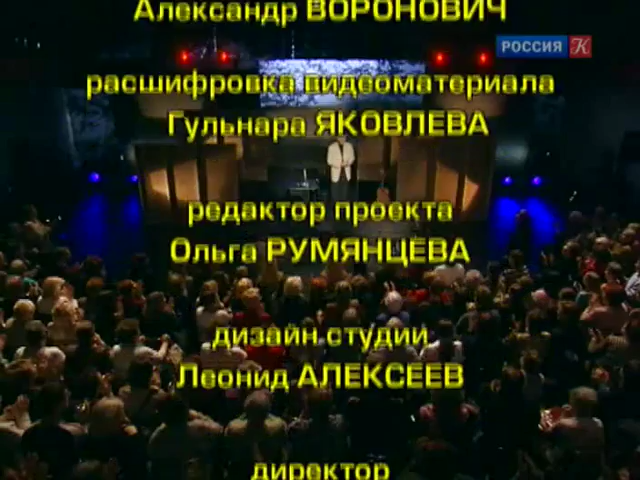 Александр ВОРОНОВИЧ
РОССИЯ К
расшифровка видеоматериала
Гульнара ЯКОВЛЕВА
редактор проекта
Ольга РУМЯНЦЕВА
дизайн студии
Леонид АЛЕКСЕЕВ
директор